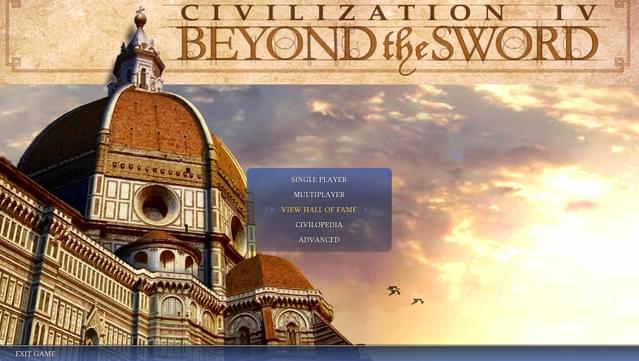 CIVILIZATION IV
BEYOND the SWORD
SINGLE PLAYER
MULTIPLAYER
VIEW HALL OF FAME
CIVILOPEDIA
ADVANCED
EXIT GAME